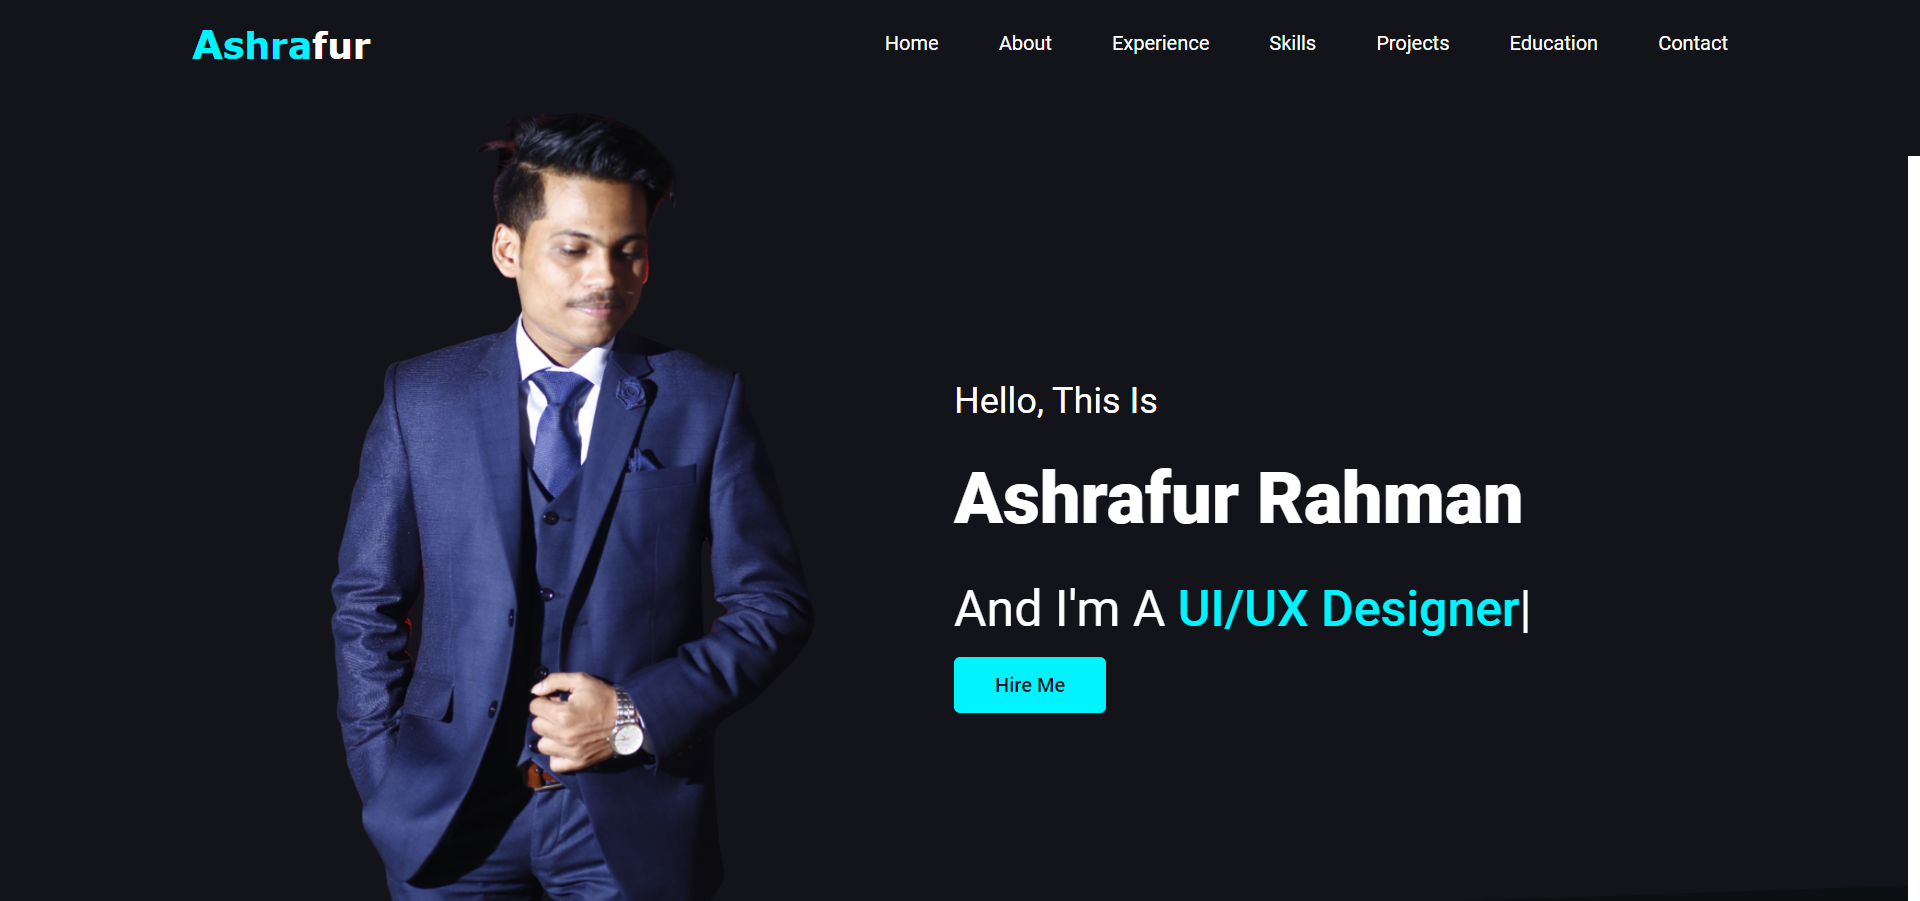 Ashrafur
Home About Experience Skills Projects Education Contact
Hello, This Is
Ashrafur Rahman
And I'm A UI/UX Designer|
Hire Me